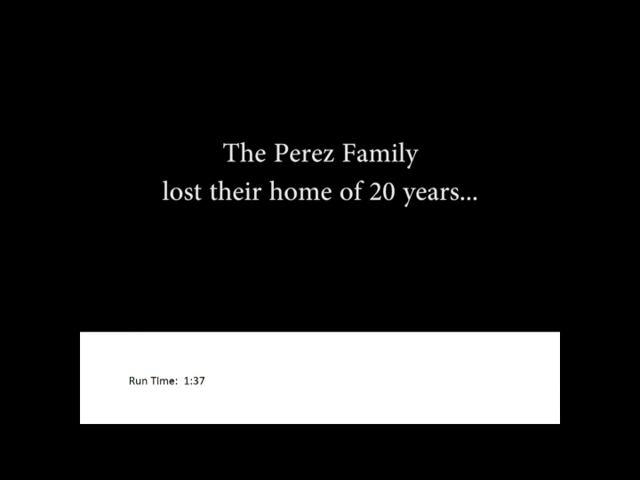 The Perez Family
lost their home of 20 years...
Run Time: 1:37